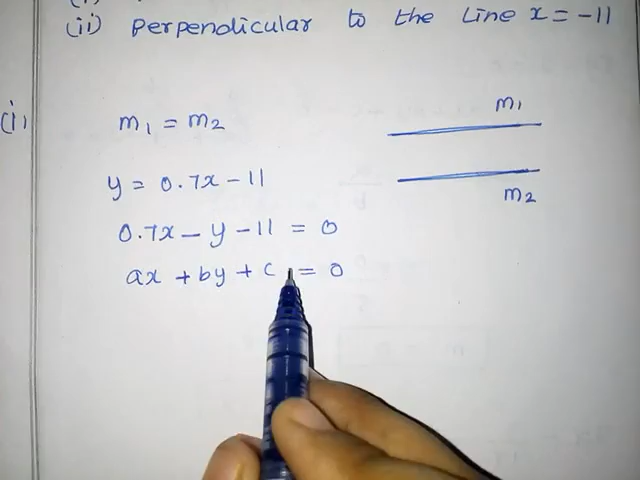 (ii) Perpendicular to the line x = -11
(i) m₁ = m₂
m₁
y = 0.7x - 11
m₂
0.7x - y - 11 = 0
ax + by + c = 0